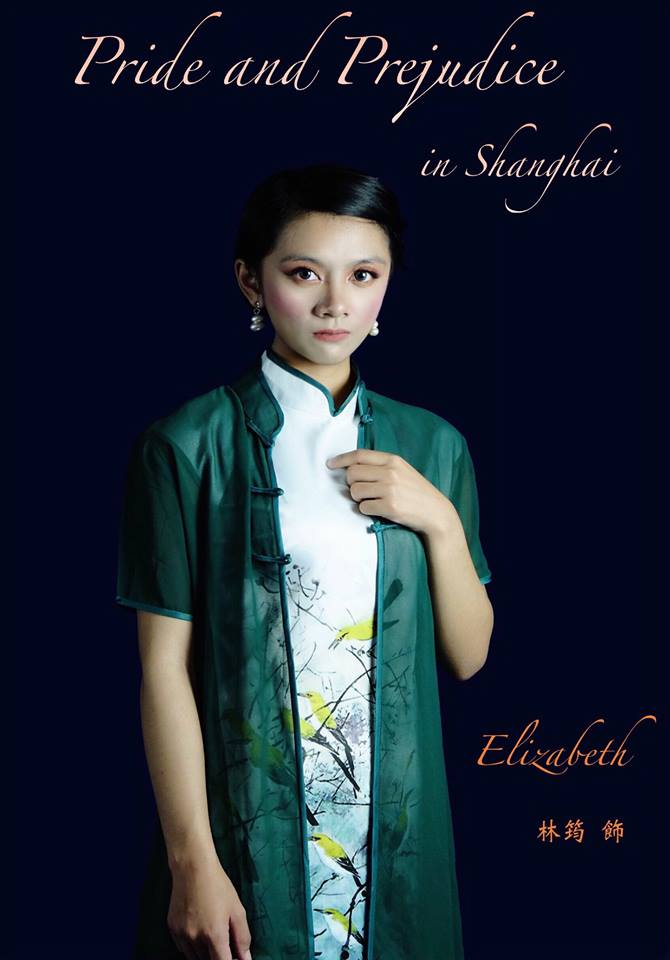 Pride and Prejudice
in Shanghai
Elizabeth
林筠 飾